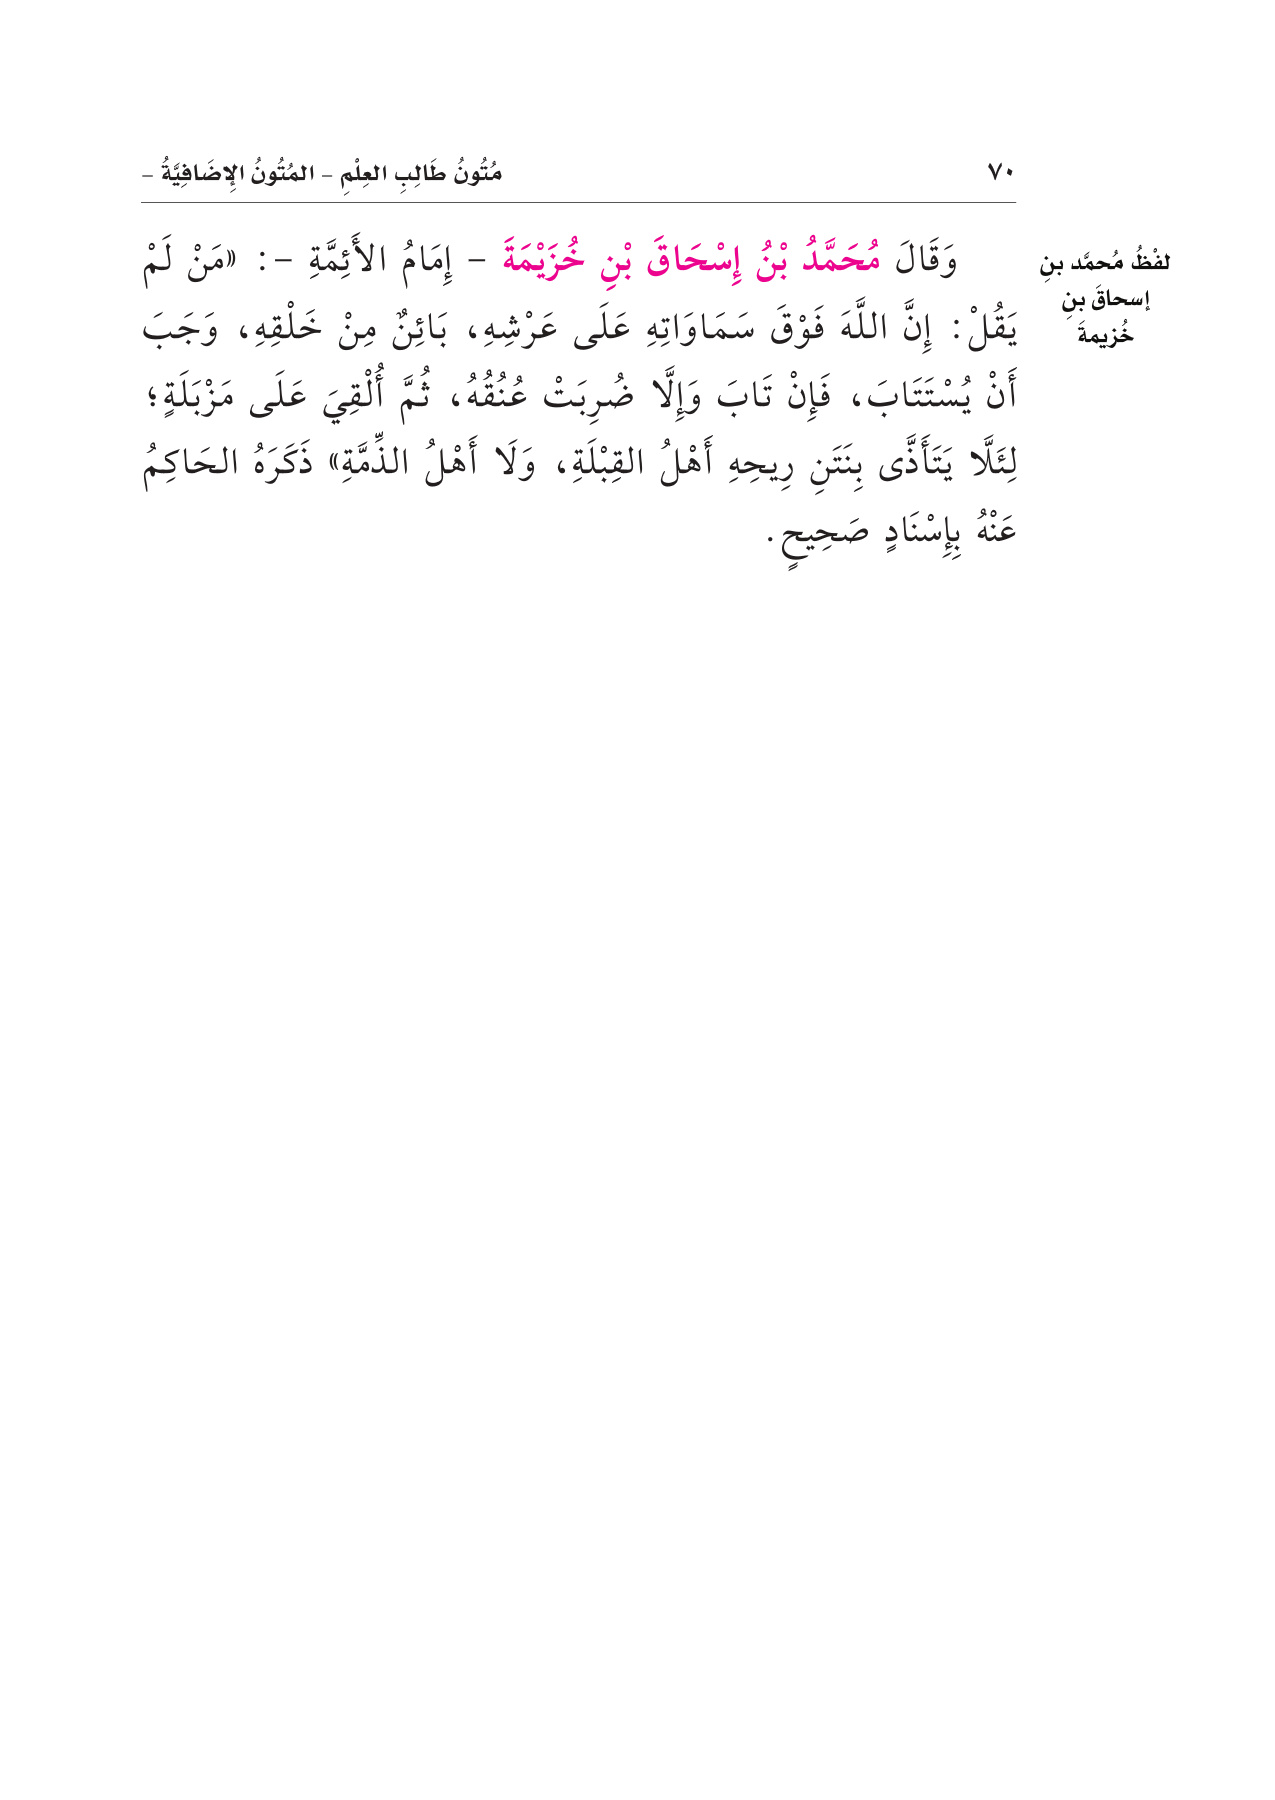 ٧٠
مُتُونُ طَالِبِ العِلْمِ – المُتُونُ الإِضَافِيَّةُ –
لفْظُ مُحمَّد بنِ
إسحاقَ بنِ
خُزيمةَ
وَقَالَ مُحَمَّدُ بْنُ إِسْحَاقَ بْنِ خُزَيْمَةَ – إِمَامُ الأَئِمَّةِ –: «مَنْ لَمْ
يَقُلْ: إِنَّ اللَّهَ فَوْقَ سَمَاوَاتِهِ عَلَى عَرْشِهِ، بَائِنٌ مِنْ خَلْقِهِ، وَجَبَ
أَنْ يُسْتَتَابَ، فَإِنْ تَابَ وَإِلَّا ضُرِبَتْ عُنُقُهُ، ثُمَّ أُلْقِيَ عَلَى مَزْبَلَةٍ؛
لِئَلَّا يَتَأَذَّى بِنَتَنِ رِيحِهِ أَهْلُ القِبْلَةِ، وَلَا أَهْلُ الذِّمَّةِ» ذَكَرَهُ الحَاكِمُ
عَنْهُ بِإِسْنَادٍ صَحِيحٍ.